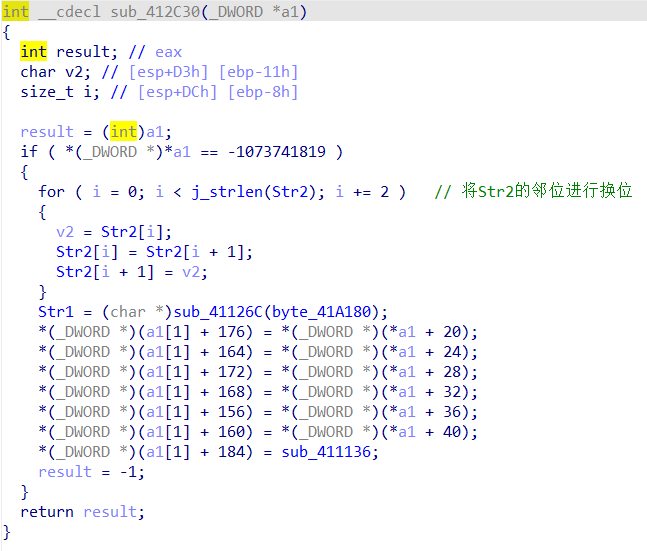 int __cdecl sub_412C30(_DWORD *a1)
{
  int result; // eax
  char v2; // [esp+D3h] [ebp-11h]
  size_t i; // [esp+DCh] [ebp-8h]

  result = (int)a1;
  if ( *(_DWORD *)*a1 == -1073741819 )
  {
    for ( i = 0; i < j_strlen(Str2); i += 2 )   // 将Str2的邻位进行换位
    {
      v2 = Str2[i];
      Str2[i] = Str2[i + 1];
      Str2[i + 1] = v2;
    }
    Str1 = (char *)sub_41126C(byte_41A180);
    *(_DWORD *)(a1[1] + 176) = *(_DWORD *)(*a1 + 20);
    *(_DWORD *)(a1[1] + 164) = *(_DWORD *)(*a1 + 24);
    *(_DWORD *)(a1[1] + 172) = *(_DWORD *)(*a1 + 28);
    *(_DWORD *)(a1[1] + 168) = *(_DWORD *)(*a1 + 32);
    *(_DWORD *)(a1[1] + 156) = *(_DWORD *)(*a1 + 36);
    *(_DWORD *)(a1[1] + 160) = *(_DWORD *)(*a1 + 40);
    *(_DWORD *)(a1[1] + 184) = sub_411136;
    result = -1;
  }
  return result;
}